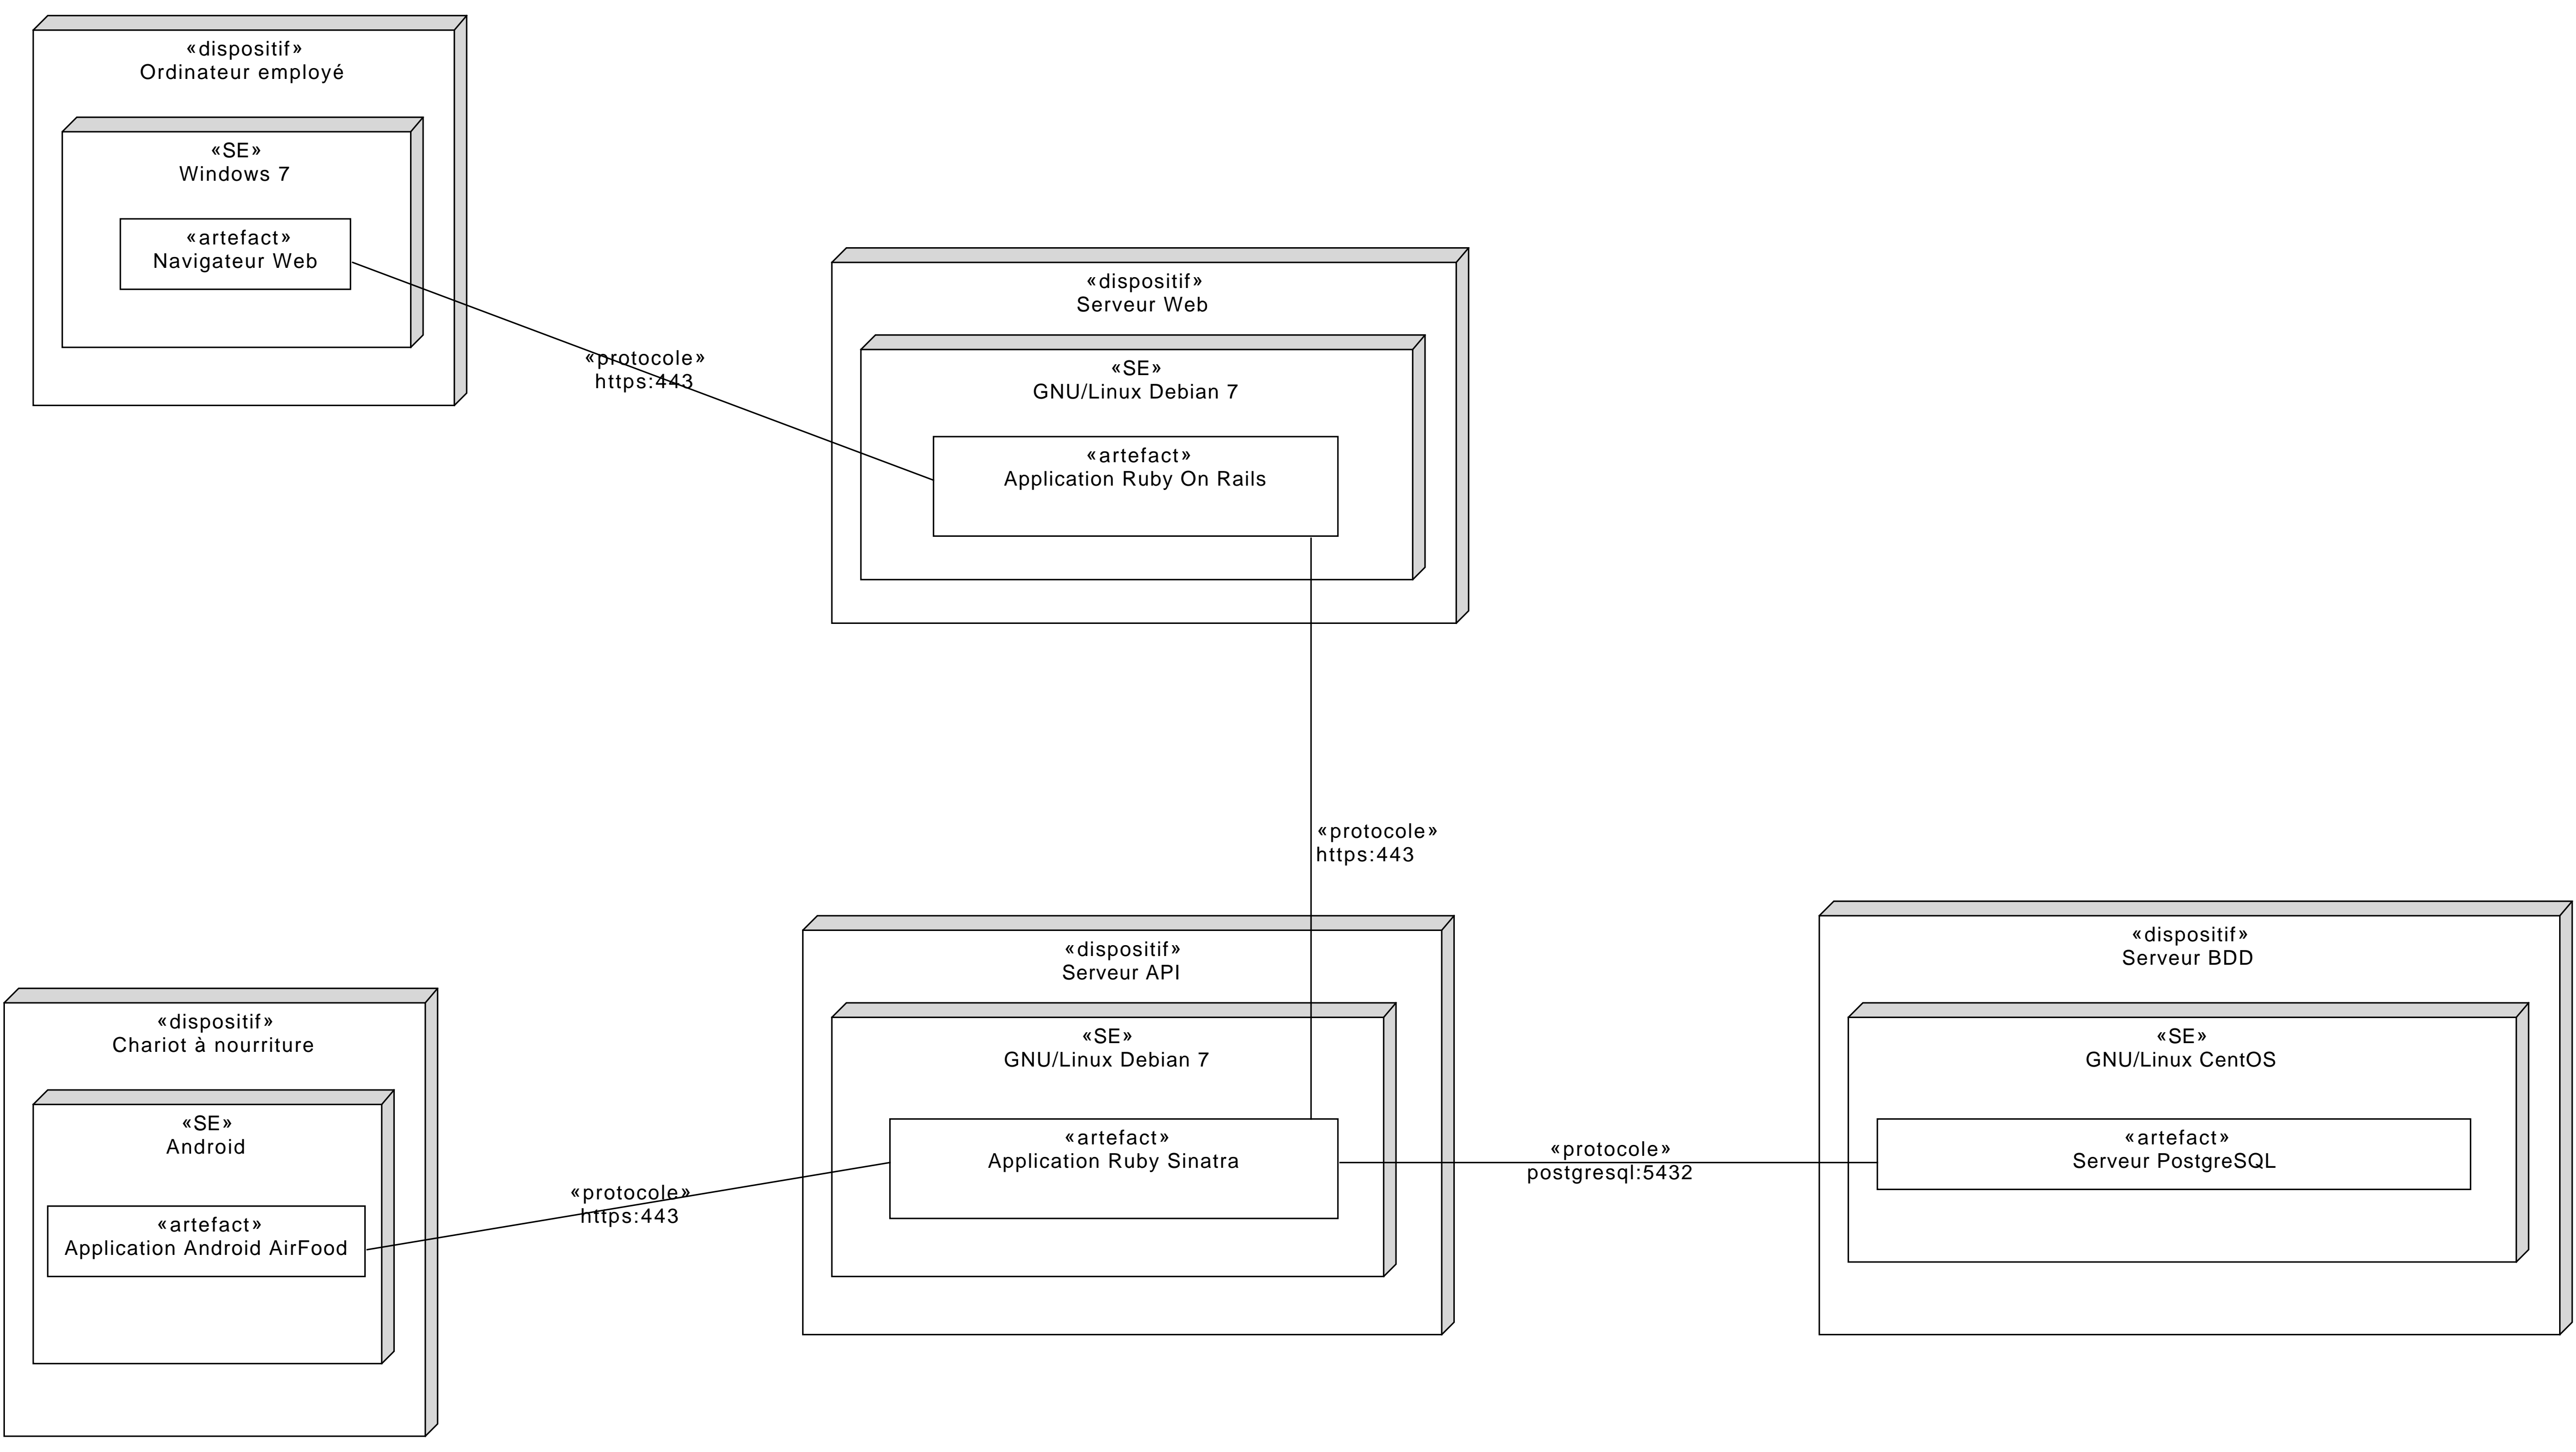 «dispositif»
Ordinateur employé
«SE»
Windows 7
«artefact»
Navigateur Web
«protocole»
https:443
«dispositif»
Serveur Web
«SE»
GNU/Linux Debian 7
«artefact»
Application Ruby On Rails
«protocole»
https:443
«dispositif»
Chariot à nourriture
«SE»
Android
«artefact»
Application Android AirFood
«protocole»
https:443
«dispositif»
Serveur API
«SE»
GNU/Linux Debian 7
«artefact»
Application Ruby Sinatra
«protocole»
postgresql:5432
«dispositif»
Serveur BDD
«SE»
GNU/Linux CentOS
«artefact»
Serveur PostgreSQL